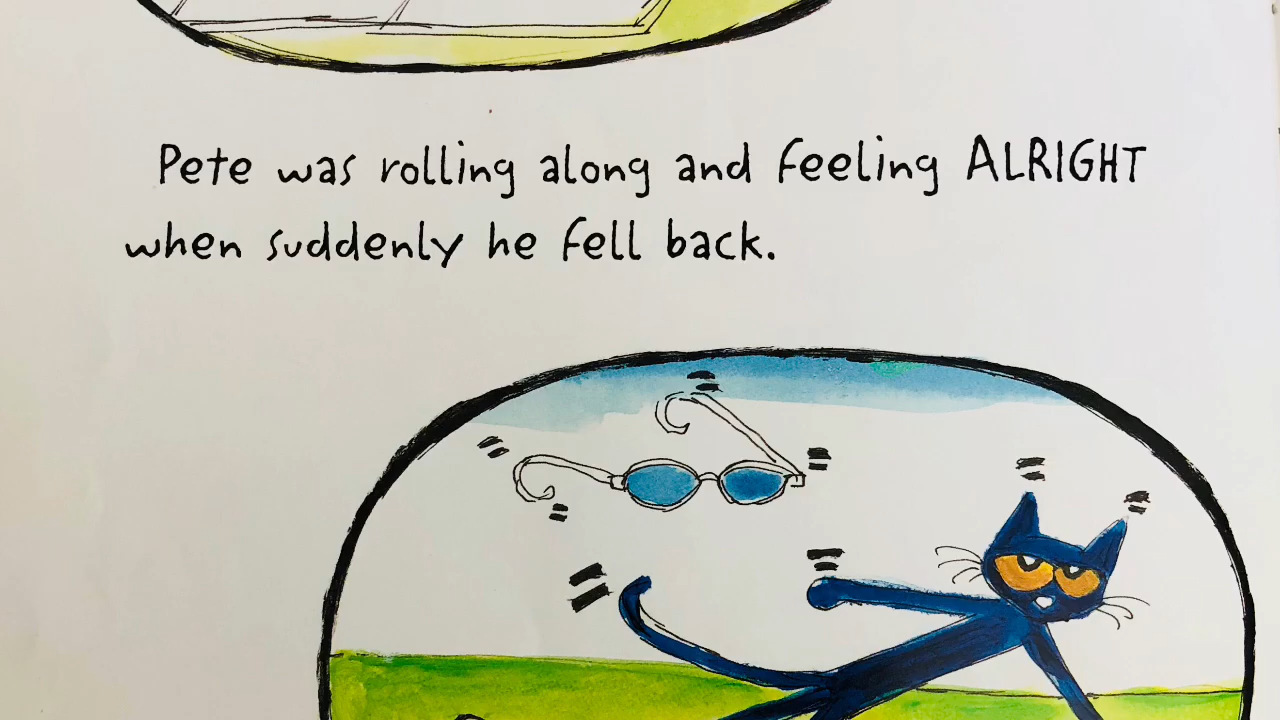 Pete was rolling along and feeling ALRIGHT
when suddenly he fell back.